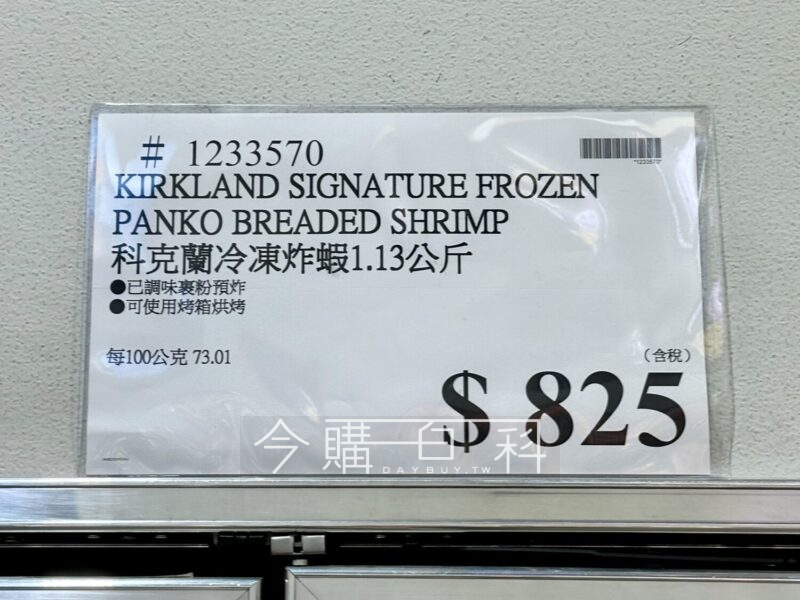 # 1233570
*1233570*
KIRKLAND SIGNATURE FROZEN
PANKO BREADED SHRIMP
科克蘭冷凍炸蝦1.13公斤
●已調味裹粉預炸
●可使用烤箱烘烤
每100公克 73.01
(含稅)
$ 825
今購百科
DAYBUY.TW